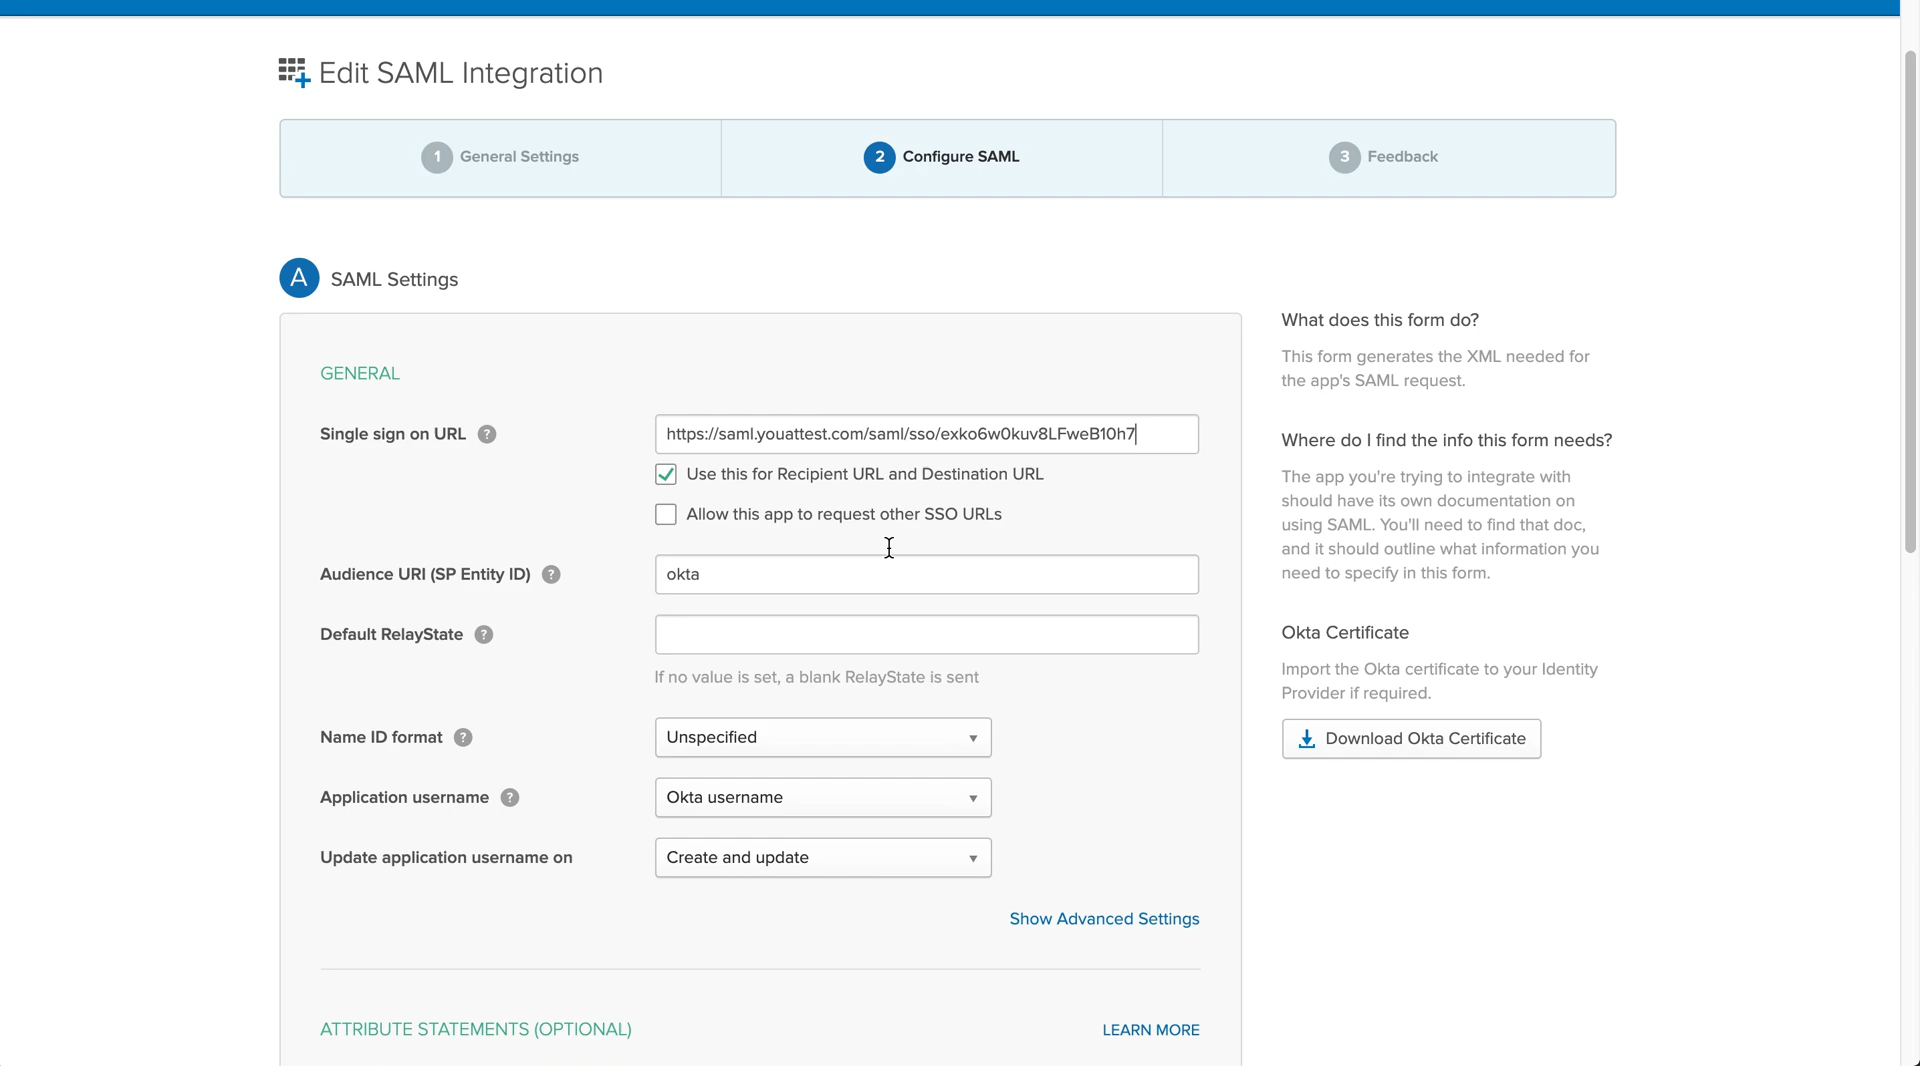 Edit SAML Integration
1 General Settings
2 Configure SAML
3 Feedback
A SAML Settings
GENERAL
Single sign on URL ?
https://saml.youattest.com/saml/sso/exko6w0kuv8LFweB10h7
Use this for Recipient URL and Destination URL
Allow this app to request other SSO URLs
Audience URI (SP Entity ID) ?
okta
Default RelayState ?
If no value is set, a blank RelayState is sent
Name ID format ?
Unspecified
Application username ?
Okta username
Update application username on
Create and update
Show Advanced Settings
ATTRIBUTE STATEMENTS (OPTIONAL)
LEARN MORE
What does this form do?
This form generates the XML needed for
the app's SAML request.
Where do I find the info this form needs?
The app you're trying to integrate with
should have its own documentation on
using SAML. You'll need to find that doc,
and it should outline what information you
need to specify in this form.
Okta Certificate
Import the Okta certificate to your Identity
Provider if required.
Download Okta Certificate